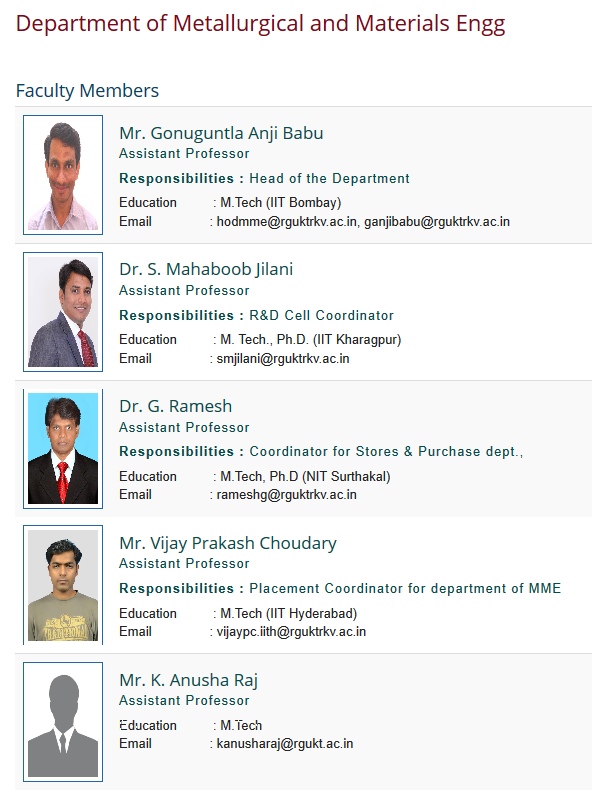 Department of Metallurgical and Materials Engg
Faculty Members
Mr. Gonuguntla Anji Babu
Assistant Professor
Responsibilities : Head of the Department
Education : M.Tech (IIT Bombay)
Email : hodmme@rguktrkv.ac.in, ganjibabu@rguktrkv.ac.in
Dr. S. Mahaboob Jilani
Assistant Professor
Responsibilities : R&D Cell Coordinator
Education : M. Tech., Ph.D. (IIT Kharagpur)
Email : smjilani@rguktrkv.ac.in
Dr. G. Ramesh
Assistant Professor
Responsibilities : Coordinator for Stores & Purchase dept.,
Education : M.Tech, Ph.D (NIT Surthakal)
Email : rameshg@rguktrkv.ac.in
Mr. Vijay Prakash Choudary
Assistant Professor
Responsibilities : Placement Coordinator for department of MME
Education : M.Tech (IIT Hyderabad)
Email : vijaypc.iith@rguktrkv.ac.in
Mr. K. Anusha Raj
Assistant Professor
Education : M.Tech
Email : kanusharaj@rgukt.ac.in